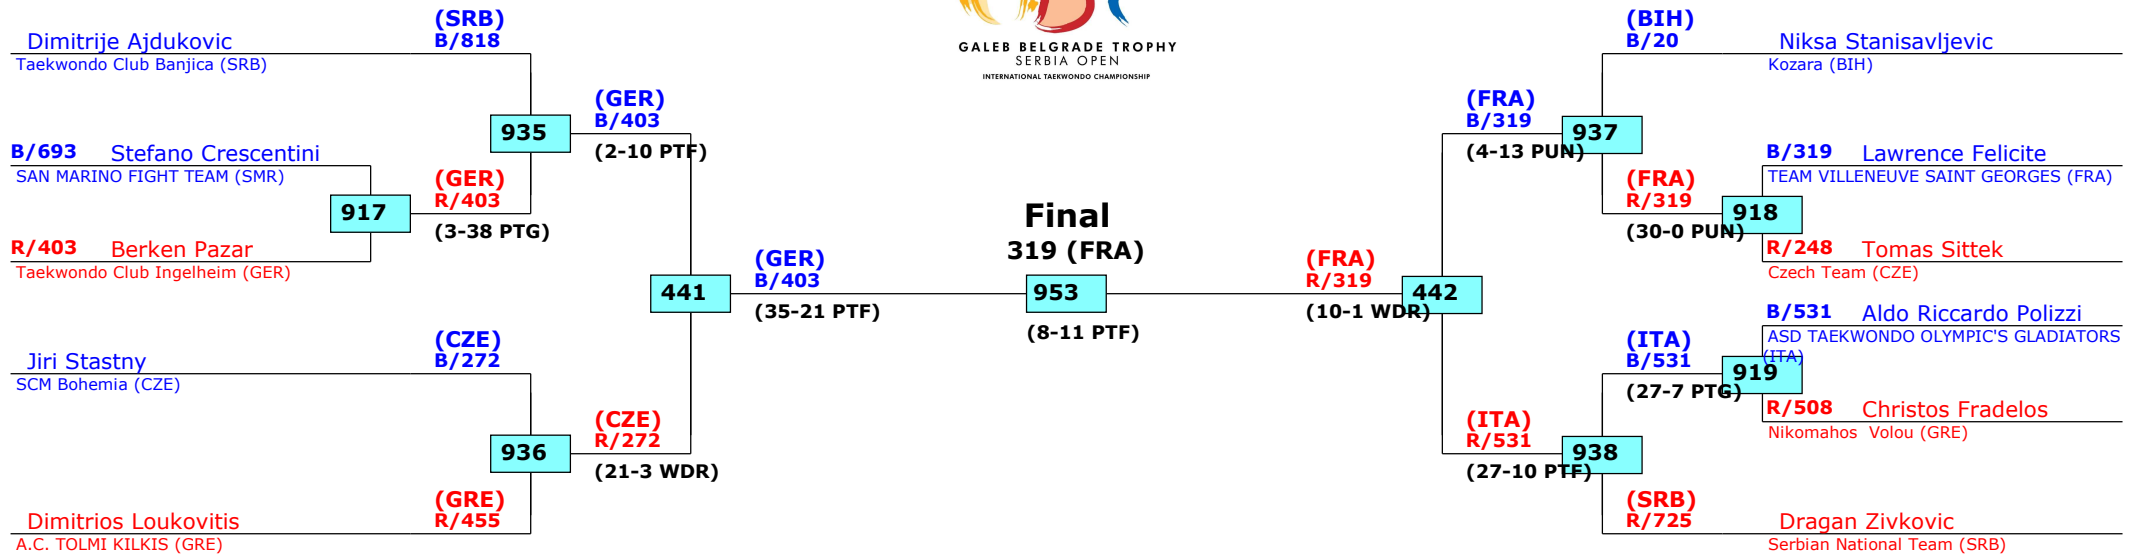 GALEB BELGRADE TROPHY
SERBIA OPEN
INTERNATIONAL TAEKWONDO CHAMPIONSHIP
(SRB)
Dimitrije Ajdukovic B/818
Taekwondo Club Banjica (SRB)
(GER)
935 B/403
(2-10 PTF)
B/693 Stefano Crescentini
SAN MARINO FIGHT TEAM (SMR)
(GER)
917 R/403
(3-38 PTG)
R/403 Berken Pazar
Taekwondo Club Ingelheim (GER)
(GER)
441 B/403
(35-21 PTF)
Jiri Stastny
SCM Bohemia (CZE)
(CZE)
B/272
(CZE)
936 R/272
(21-3 WDR)
(GRE)
Dimitrios Loukovitis R/455
A.C. TOLMI KILKIS (GRE)
Final
319 (FRA)
953
(8-11 PTF)
(BIH)
B/20 Niksa Stanisavljevic
Kozara (BIH)
(FRA)
B/319 937
(4-13 PUN)
B/319 Lawrence Felicite
TEAM VILLENEUVE SAINT GEORGES (FRA)
(FRA)
R/319 918
(30-0 PUN)
R/248 Tomas Sittek
Czech Team (CZE)
(FRA)
R/319 442
(10-1 WDR)
B/531 Aldo Riccardo Polizzi
ASD TAEKWONDO OLYMPIC'S GLADIATORS
(ITA)
(ITA)
B/531 919
(27-7 PTG)
R/508 Christos Fradelos
Nikomahos Volou (GRE)
(ITA)
R/531 938
(27-10 PTF)
(SRB)
R/725 Dragan Zivkovic
Serbian National Team (SRB)